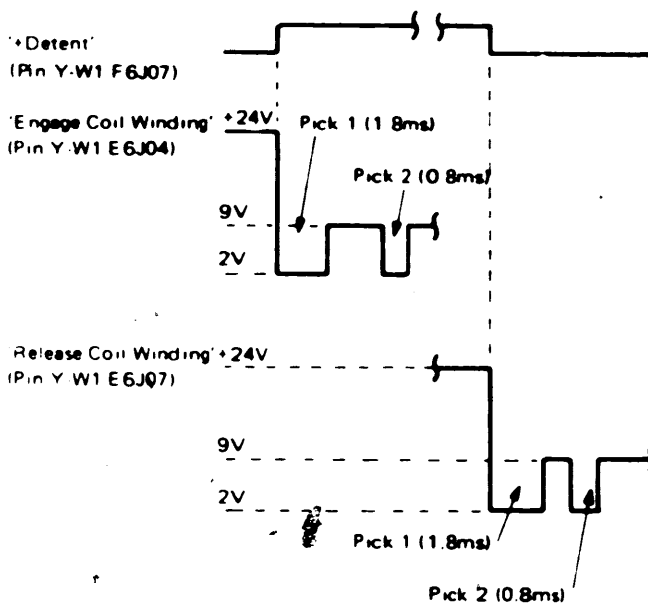 '+Detent'
(Pin Y-W1 F6J07)
'Engage Coil Winding' +24V
(Pin Y-W1 E6J04)
Pick 1 (1.8ms)
Pick 2 (0.8ms)
9V
2V
'Release Coil Winding' +24V
(Pin Y-W1 E6J07)
9V
2V
Pick 1 (1.8ms)
Pick 2 (0.8ms)